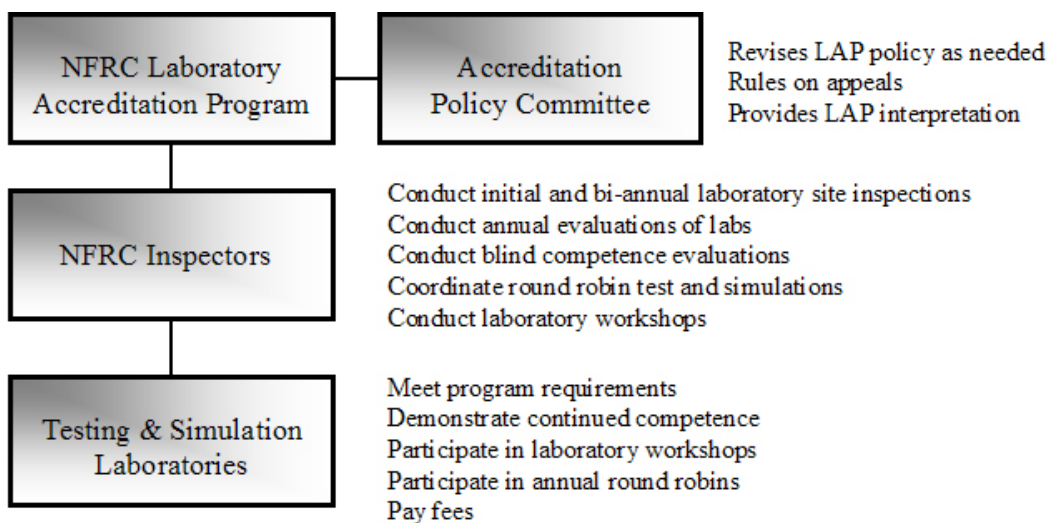 NFRC Laboratory
Accreditation Program
Accreditation
Policy Committee
Revises LAP policy as needed
Rules on appeals
Provides LAP interpretation
NFRC Inspectors
Conduct initial and bi-annual laboratory site inspections
Conduct annual evaluations of labs
Conduct blind competence evaluations
Coordinate round robin test and simulations
Conduct laboratory workshops
Testing & Simulation
Laboratories
Meet program requirements
Demonstrate continued competence
Participate in laboratory workshops
Participate in annual round robins
Pay fees